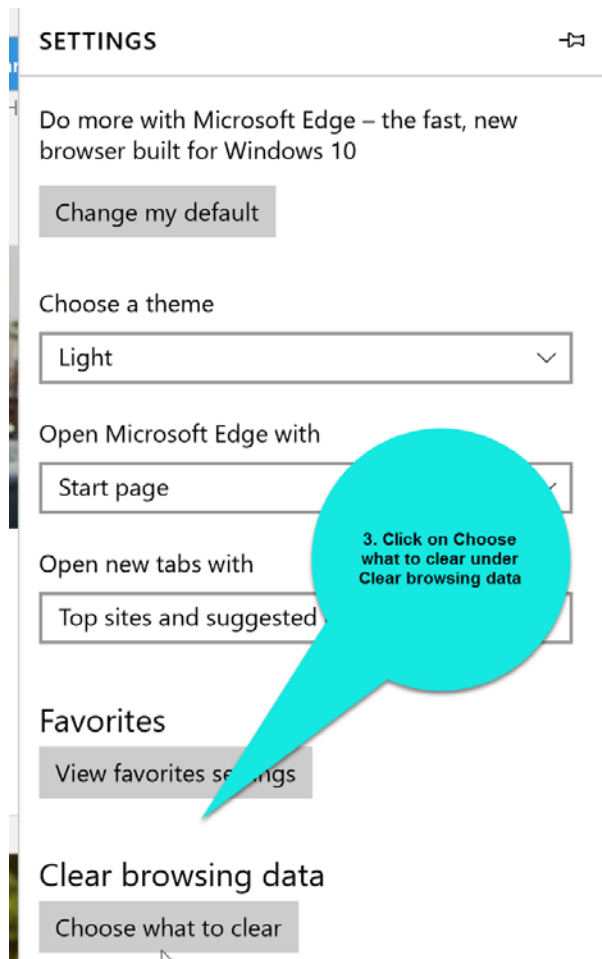 SETTINGS
Do more with Microsoft Edge – the fast, new
browser built for Windows 10
Change my default
Choose a theme
Light
Open Microsoft Edge with
Start page
3. Click on Choose
what to clear under
Clear browsing data
Open new tabs with
Top sites and suggested
Favorites
View favorites settings
Clear browsing data
Choose what to clear